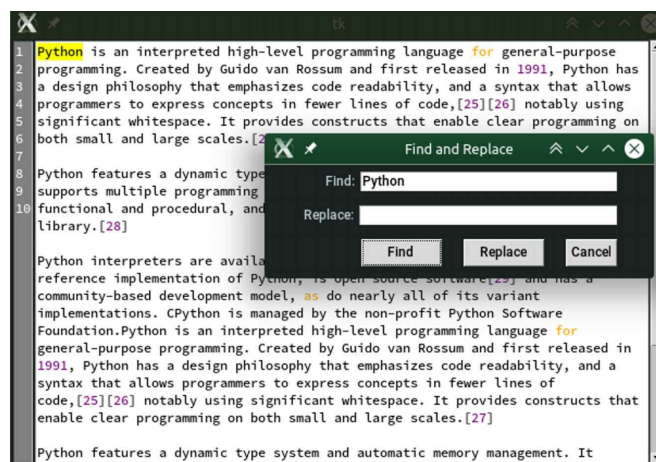 tk
1 Python is an interpreted high-level programming language for general-purpose
2 programming. Created by Guido van Rossum and first released in 1991, Python has
3 a design philosophy that emphasizes code readability, and a syntax that allows
4 programmers to express concepts in fewer lines of code,[25][26] notably using
5 significant whitespace. It provides constructs that enable clear programming on
6 both small and large scales.[2
7
8 Python features a dynamic type
9 supports multiple programming
10 functional and procedural, and
library.[28]
Python interpreters are availa
reference implementation of Python, is open source software[29] and has a
community-based development model, as do nearly all of its variant
implementations. CPython is managed by the non-profit Python Software
Foundation.Python is an interpreted high-level programming language for
general-purpose programming. Created by Guido van Rossum and first released in
1991, Python has a design philosophy that emphasizes code readability, and a
syntax that allows programmers to express concepts in fewer lines of
code,[25][26] notably using significant whitespace. It provides constructs that
enable clear programming on both small and large scales.[27]
Python features a dynamic type system and automatic memory management. It
Find and Replace
Find: Python
Replace:
Find Replace Cancel